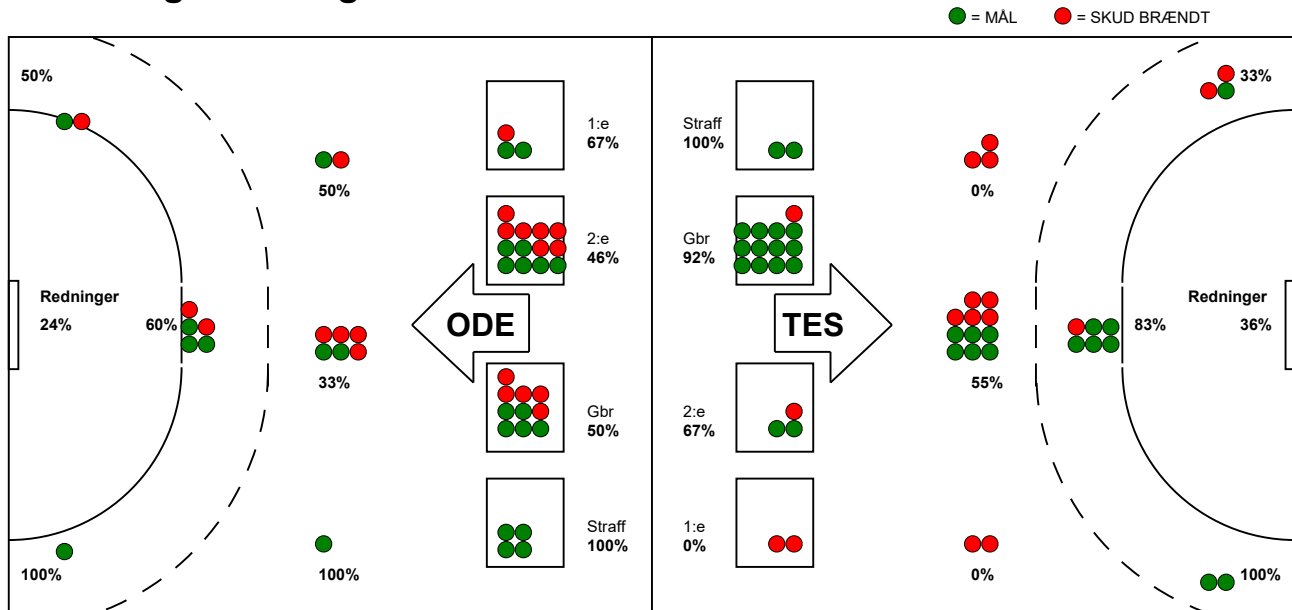 = MÅL
= SKUD BRÆNDT
50%
50%
1:e
67%
2:e
46%
Redninger
24%
60%
ODE
33%
Gbr
50%
Straff
100%
100%
100%
Straff
100%
0%
33%
Gbr
92%
TES
Redninger
36%
83%
55%
2:e
67%
1:e
0%
0%
100%